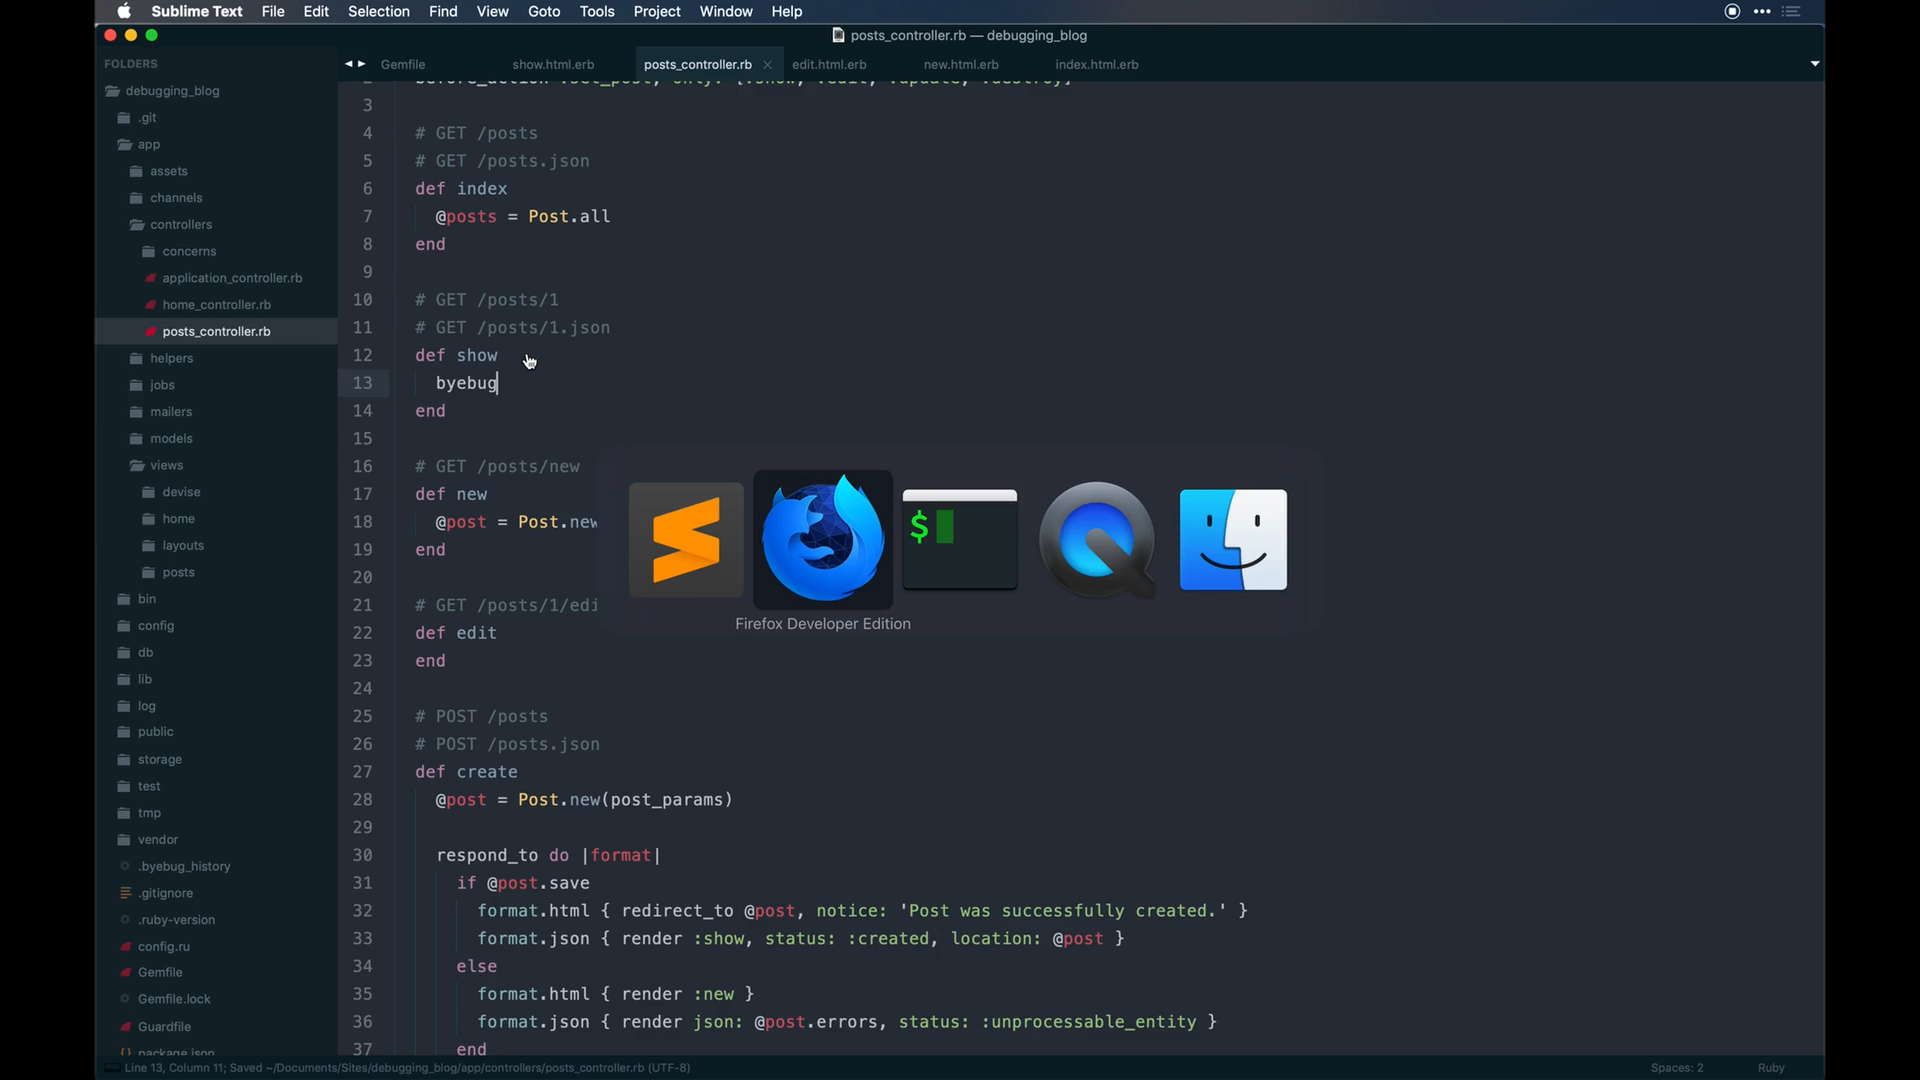 Sublime Text File Edit Selection Find View Goto Tools Project Window Help
posts_controller.rb — debugging_blog
FOLDERS
Gemfile show.html.erb posts_controller.rb edit.html.erb new.html.erb index.html.erb
debugging_blog
.git
app
assets
channels
controllers
concerns
application_controller.rb
home_controller.rb
posts_controller.rb
helpers
jobs
mailers
models
views
devise
home
layouts
posts
bin
config
db
lib
log
public
storage
test
tmp
vendor
.byebug_history
.gitignore
.ruby-version
config.ru
Gemfile
Gemfile.lock
Guardfile
package.json
2 before_action :set_post, only: [:show, :edit, :update, :destroy]
3
4 # GET /posts
5 # GET /posts.json
6 def index
7 @posts = Post.all
8 end
9
10 # GET /posts/1
11 # GET /posts/1.json
12 def show
13 byebug
14 end
15
16 # GET /posts/new
17 def new
18 @post = Post.new
19 end
20
21 # GET /posts/1/edi
22 def edit
23 end
24
25 # POST /posts
26 # POST /posts.json
27 def create
28 @post = Post.new(post_params)
29
30 respond_to do |format|
31 if @post.save
32 format.html { redirect_to @post, notice: 'Post was successfully created.' }
33 format.json { render :show, status: :created, location: @post }
34 else
35 format.html { render :new }
36 format.json { render json: @post.errors, status: :unprocessable_entity }
37 end
$
Firefox Developer Edition
Line 13, Column 11; Saved ~/Documents/Sites/debugging_blog/app/controllers/posts_controller.rb (UTF-8) Spaces: 2 Ruby